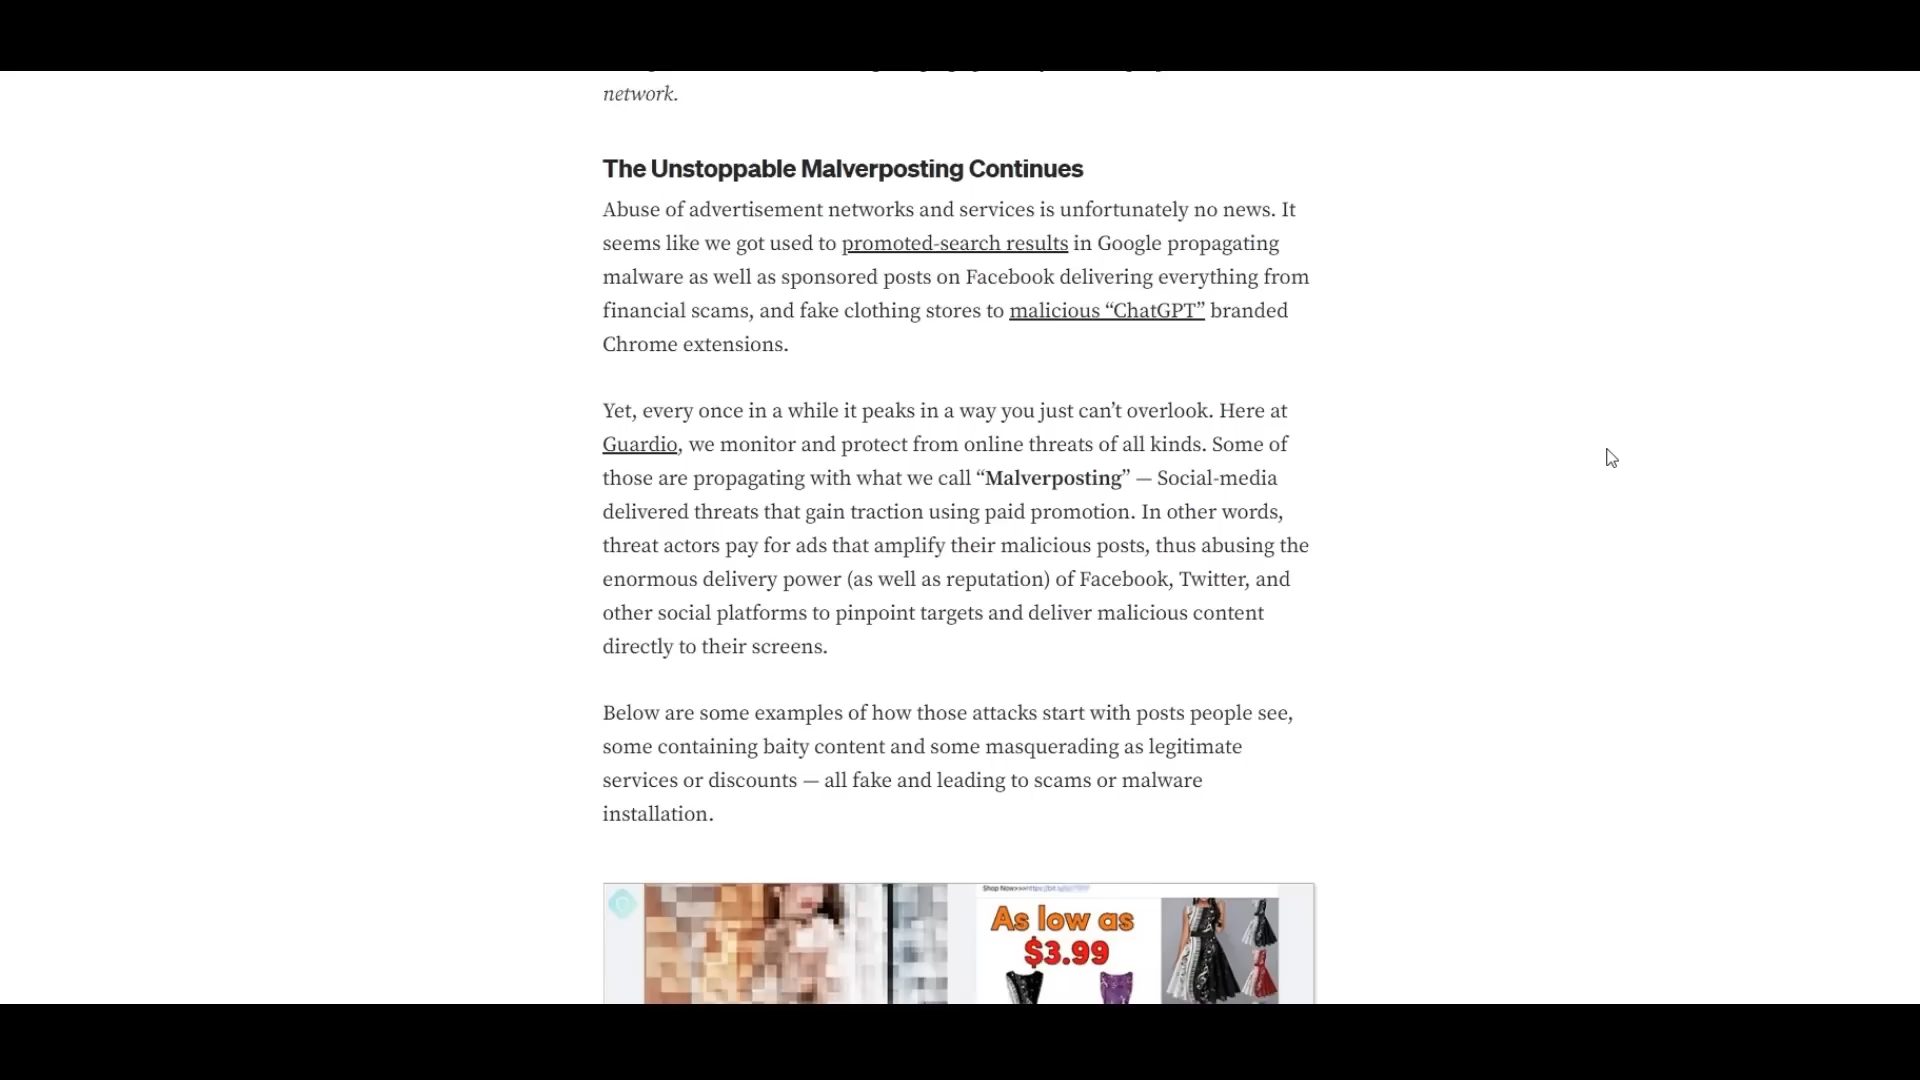 network.
The Unstoppable Malverposting Continues
Abuse of advertisement networks and services is unfortunately no news. It
seems like we got used to promoted-search results in Google propagating
malware as well as sponsored posts on Facebook delivering everything from
financial scams, and fake clothing stores to malicious “ChatGPT” branded
Chrome extensions.
Yet, every once in a while it peaks in a way you just can’t overlook. Here at
Guardio, we monitor and protect from online threats of all kinds. Some of
those are propagating with what we call “Malverposting” — Social-media
delivered threats that gain traction using paid promotion. In other words,
threat actors pay for ads that amplify their malicious posts, thus abusing the
enormous delivery power (as well as reputation) of Facebook, Twitter, and
other social platforms to pinpoint targets and deliver malicious content
directly to their screens.
Below are some examples of how those attacks start with posts people see,
some containing baity content and some masquerading as legitimate
services or discounts — all fake and leading to scams or malware
installation.
Shop Now>>>https://bit
As low as
$3.99